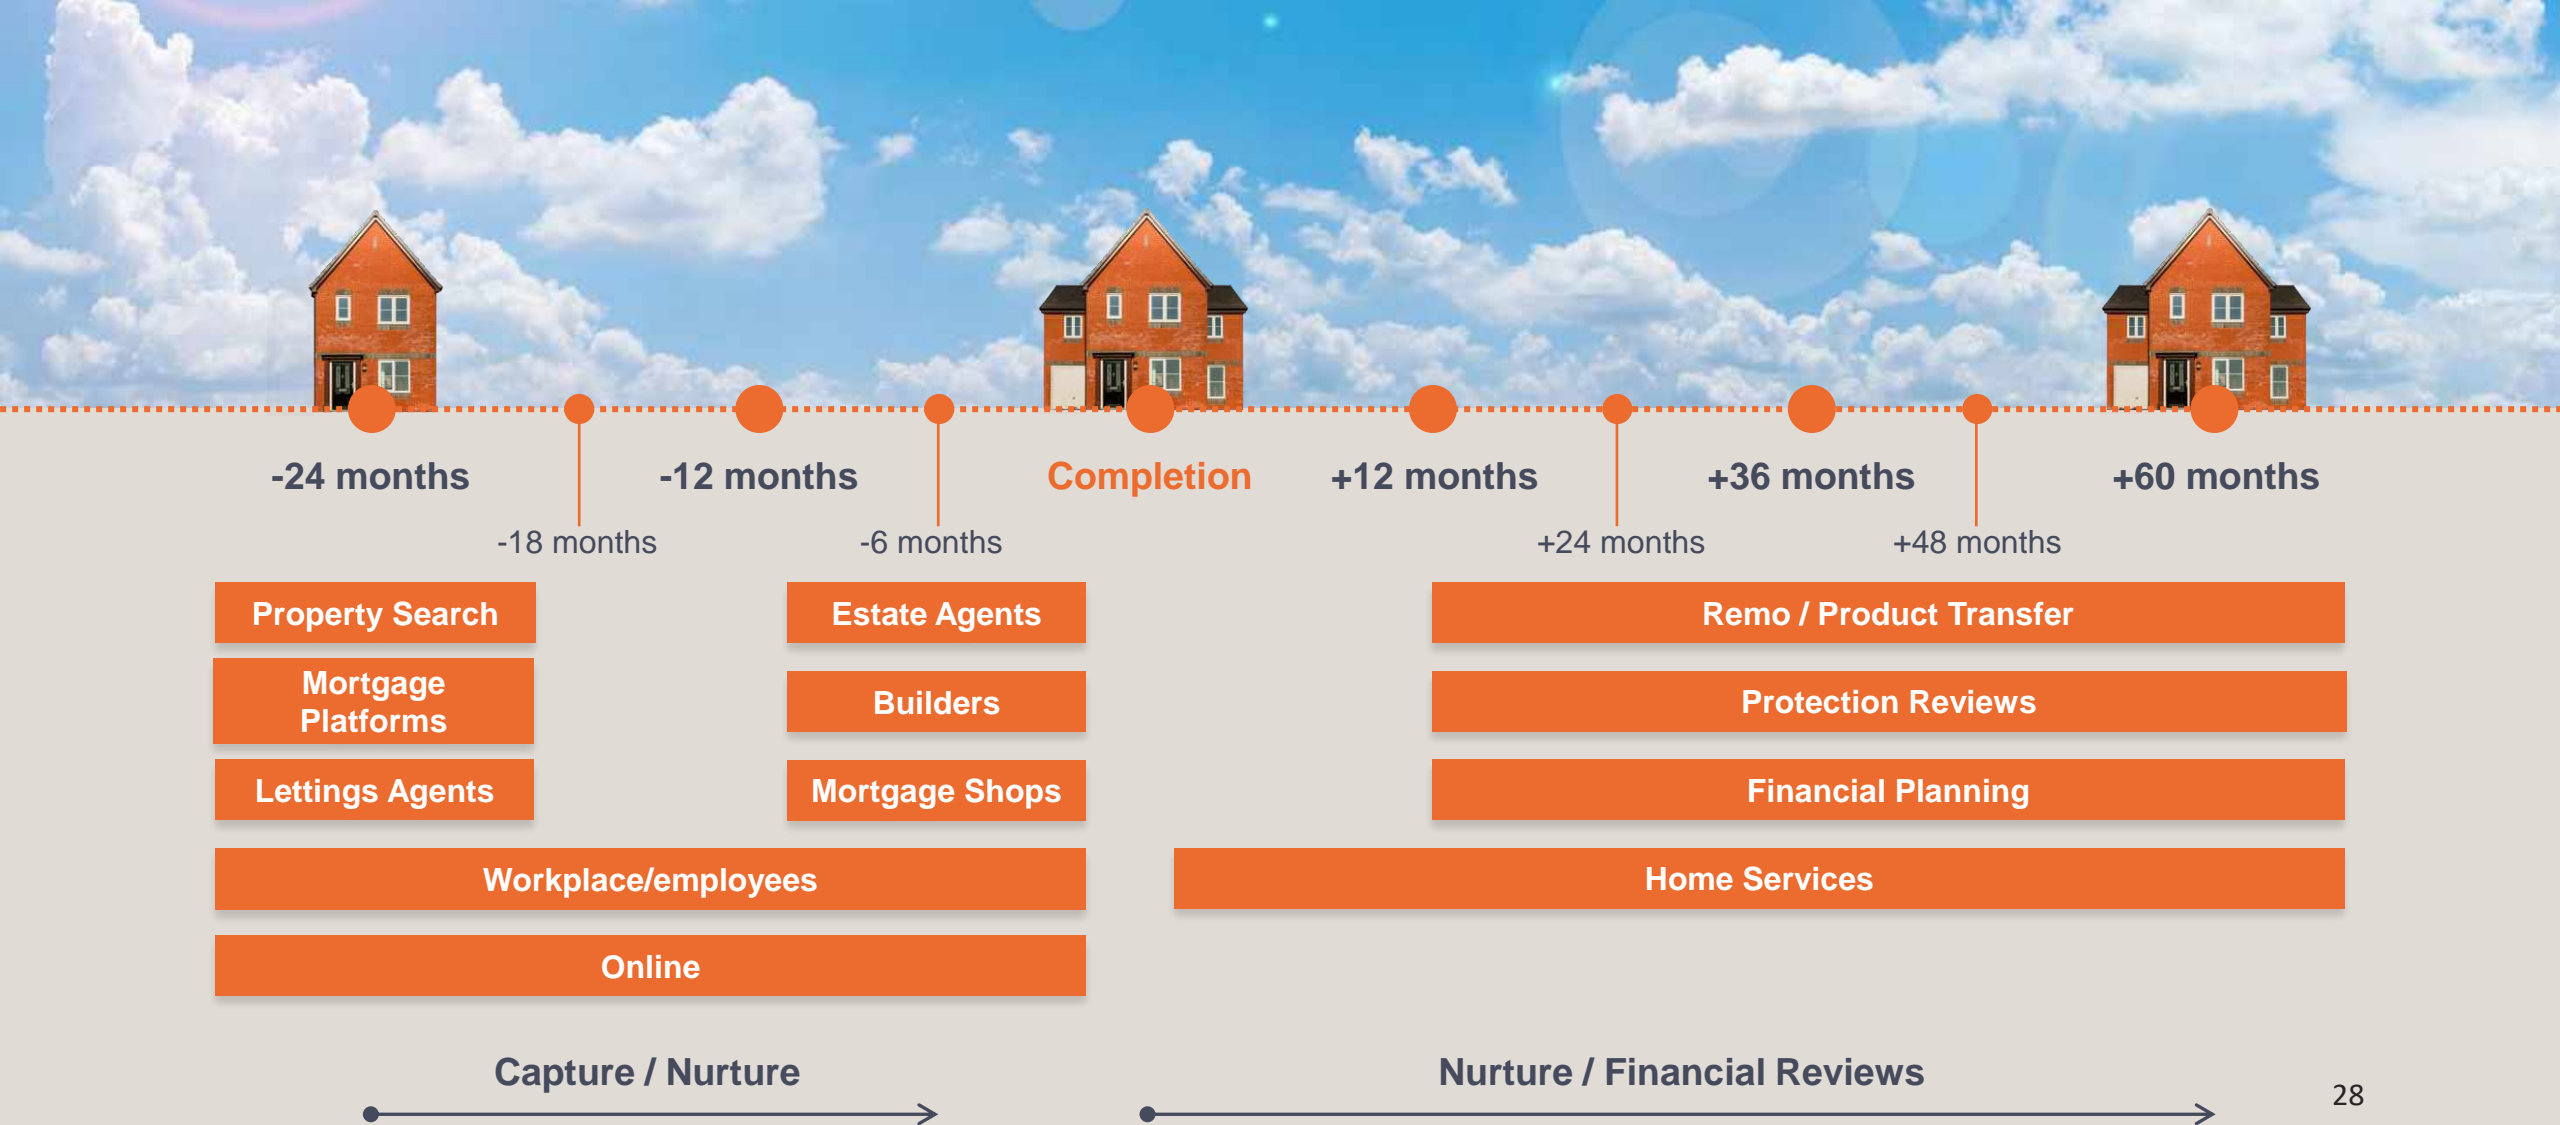 -24 months
-12 months
Completion
+12 months
+36 months
+60 months
-18 months
-6 months
+24 months
+48 months
Property Search
Estate Agents
Remo / Product Transfer
Mortgage
Platforms
Builders
Protection Reviews
Lettings Agents
Mortgage Shops
Financial Planning
Workplace/employees
Home Services
Online
Capture / Nurture
Nurture / Financial Reviews
28